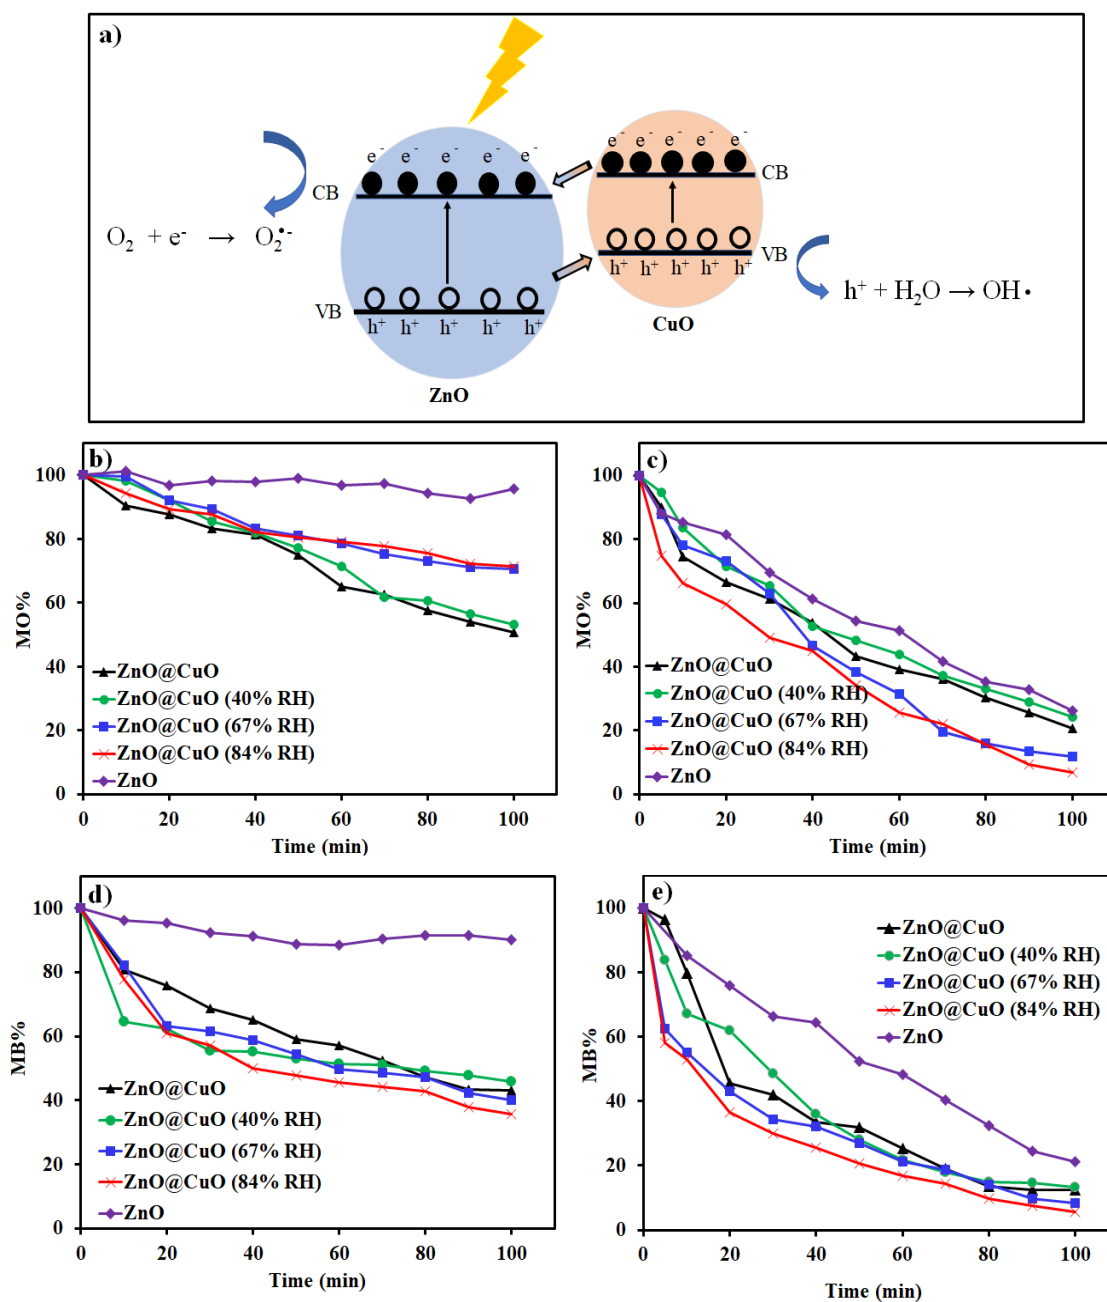 a)
e⁻ e⁻ e⁻ e⁻ e⁻
e⁻ e⁻ e⁻ e⁻ e⁻
CB
CB
O₂ + e⁻ → O₂•⁻
VB
h⁺ h⁺ h⁺ h⁺ h⁺
h⁺ + H₂O → OH•
VB
h⁺ h⁺ h⁺ h⁺ h⁺
CuO
ZnO
b)
MO%
100
80
60
40
20
0
ZnO@CuO
ZnO@CuO (40% RH)
ZnO@CuO (67% RH)
ZnO@CuO (84% RH)
ZnO
0 20 40 60 80 100
Time (min)
c)
MO%
100
80
60
40
20
0
ZnO@CuO
ZnO@CuO (40% RH)
ZnO@CuO (67% RH)
ZnO@CuO (84% RH)
ZnO
0 20 40 60 80 100
Time (min)
d)
MB%
100
80
60
40
20
0
ZnO@CuO
ZnO@CuO (40% RH)
ZnO@CuO (67% RH)
ZnO@CuO (84% RH)
ZnO
0 20 40 60 80 100
Time (min)
e)
MB%
100
80
60
40
20
0
ZnO@CuO
ZnO@CuO (40% RH)
ZnO@CuO (67% RH)
ZnO@CuO (84% RH)
ZnO
0 20 40 60 80 100
Time (min)